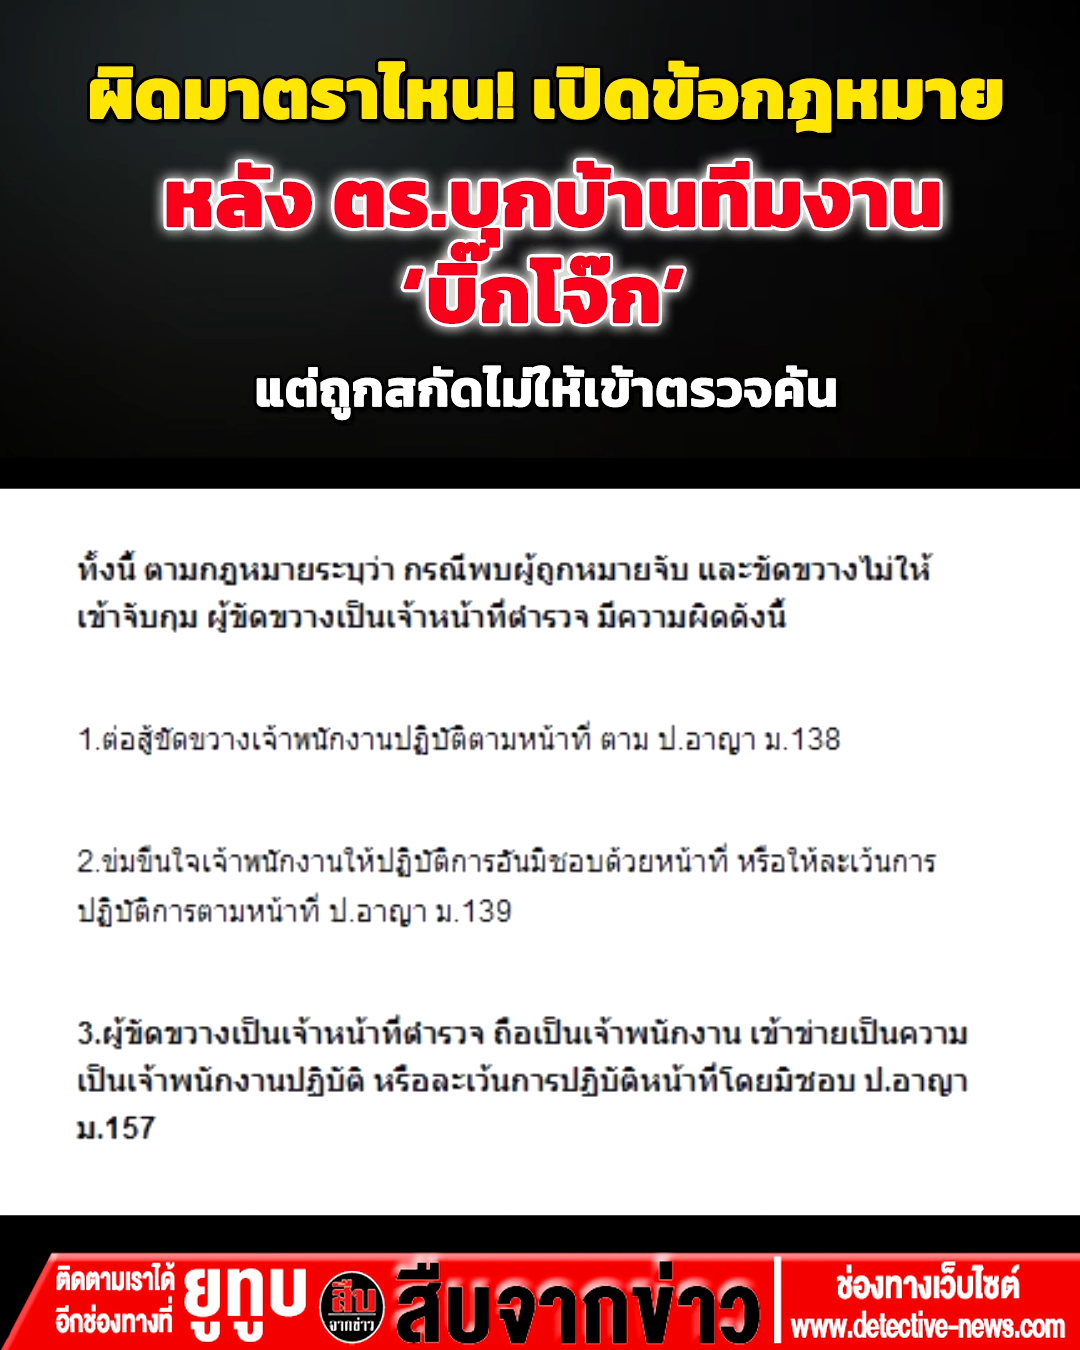 ผิดมาตราไหน! เปิดข้อกฎหมาย
หลัง ตร.บุกบ้านทีมงาน
‘บิ๊กโจ๊ก’
แต่ถูกสกัดไม่ให้เข้าตรวจค้น
ทั้งนี้ ตามกฎหมายระบุว่า กรณีพบผู้ถูกหมายจับ และขัดขวางไม่ให้
เข้าจับกุม ผู้ขัดขวางเป็นเจ้าหน้าที่ตำรวจ มีความผิดดังนี้
1.ต่อสู้ขัดขวางเจ้าพนักงานปฏิบัติตามหน้าที่ ตาม ป.อาญา ม.138
2.ข่มขืนใจเจ้าพนักงานให้ปฏิบัติการอันมิชอบด้วยหน้าที่ หรือให้ละเว้นการ
ปฏิบัติการตามหน้าที่ ป.อาญา ม.139
3.ผู้ขัดขวางเป็นเจ้าหน้าที่ตำรวจ ถือเป็นเจ้าพนักงาน เข้าข่ายเป็นความ
เป็นเจ้าพนักงานปฏิบัติ หรือละเว้นการปฏิบัติหน้าที่โดยมิชอบ ป.อาญา
ม.157
ติดตามเราได้
อีกช่องทางที่
ยูทูบ
สืบ
จากข่าว
สืบจากข่าว
ช่องทางเว็บไซต์
www.detective-news.com